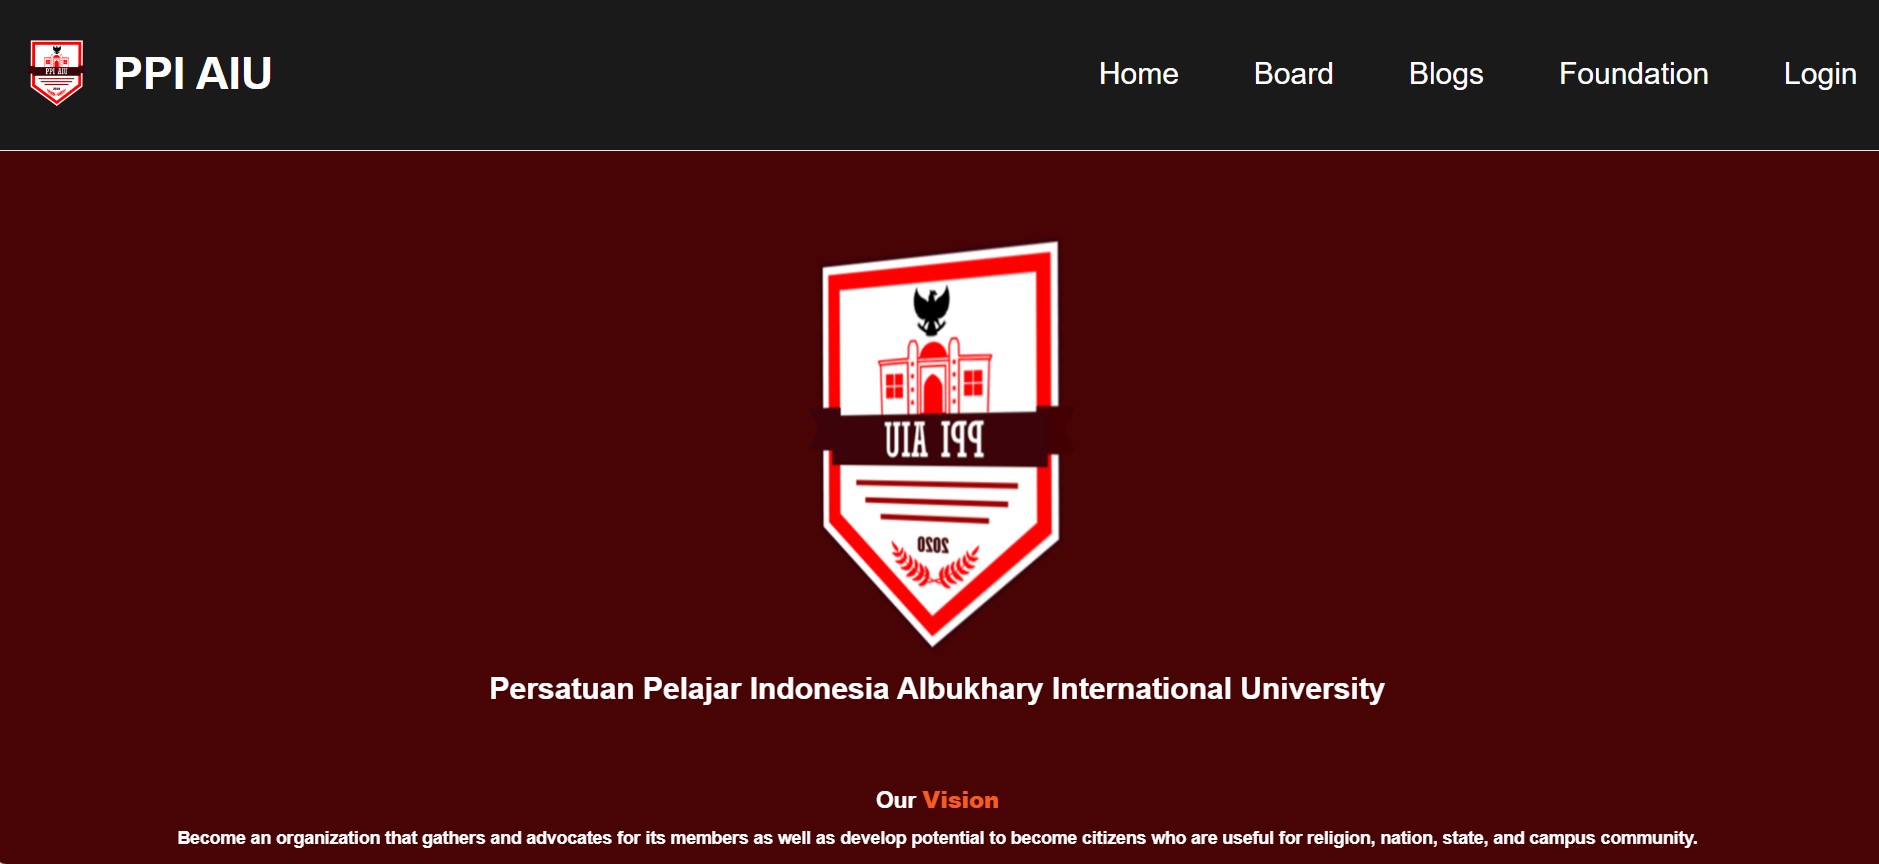 PPI AIU
PPI AIU
Home Board Blogs Foundation Login
PPI AIU
2020
Persatuan Pelajar Indonesia Albukhary International University
Our Vision
Become an organization that gathers and advocates for its members as well as develop potential to become citizens who are useful for religion, nation, state, and campus community.